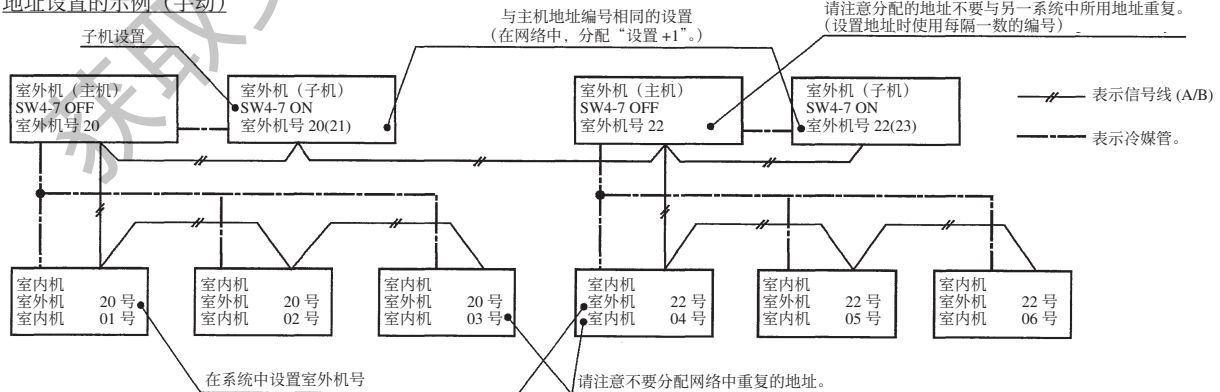 地址设置的示例（手动）
子机设置
与主机地址编号相同的设置
（在网络中，分配“设置 +1”。）
请注意分配的地址不要与另一系统中所用地址重复。
（设置地址时使用每隔一数的编号）
室外机（主机）
SW4-7 OFF
室外机号 20
室外机（子机）
SW4-7 ON
室外机号 20(21)
室外机（主机）
SW4-7 OFF
室外机号 22
室外机（子机）
SW4-7 ON
室外机号 22(23)
表示信号线 (A/B)
表示冷媒管。
室内机
室外机 20 号
室内机 01 号
室内机
室外机 20 号
室内机 02 号
室内机
室外机 20 号
室内机 03 号
室内机
室外机 22 号
室内机 04 号
室内机
室外机 22 号
室内机 05 号
室内机
室外机 22 号
室内机 06 号
在系统中设置室外机号
请注意不要分配网络中重复的地址。
获取